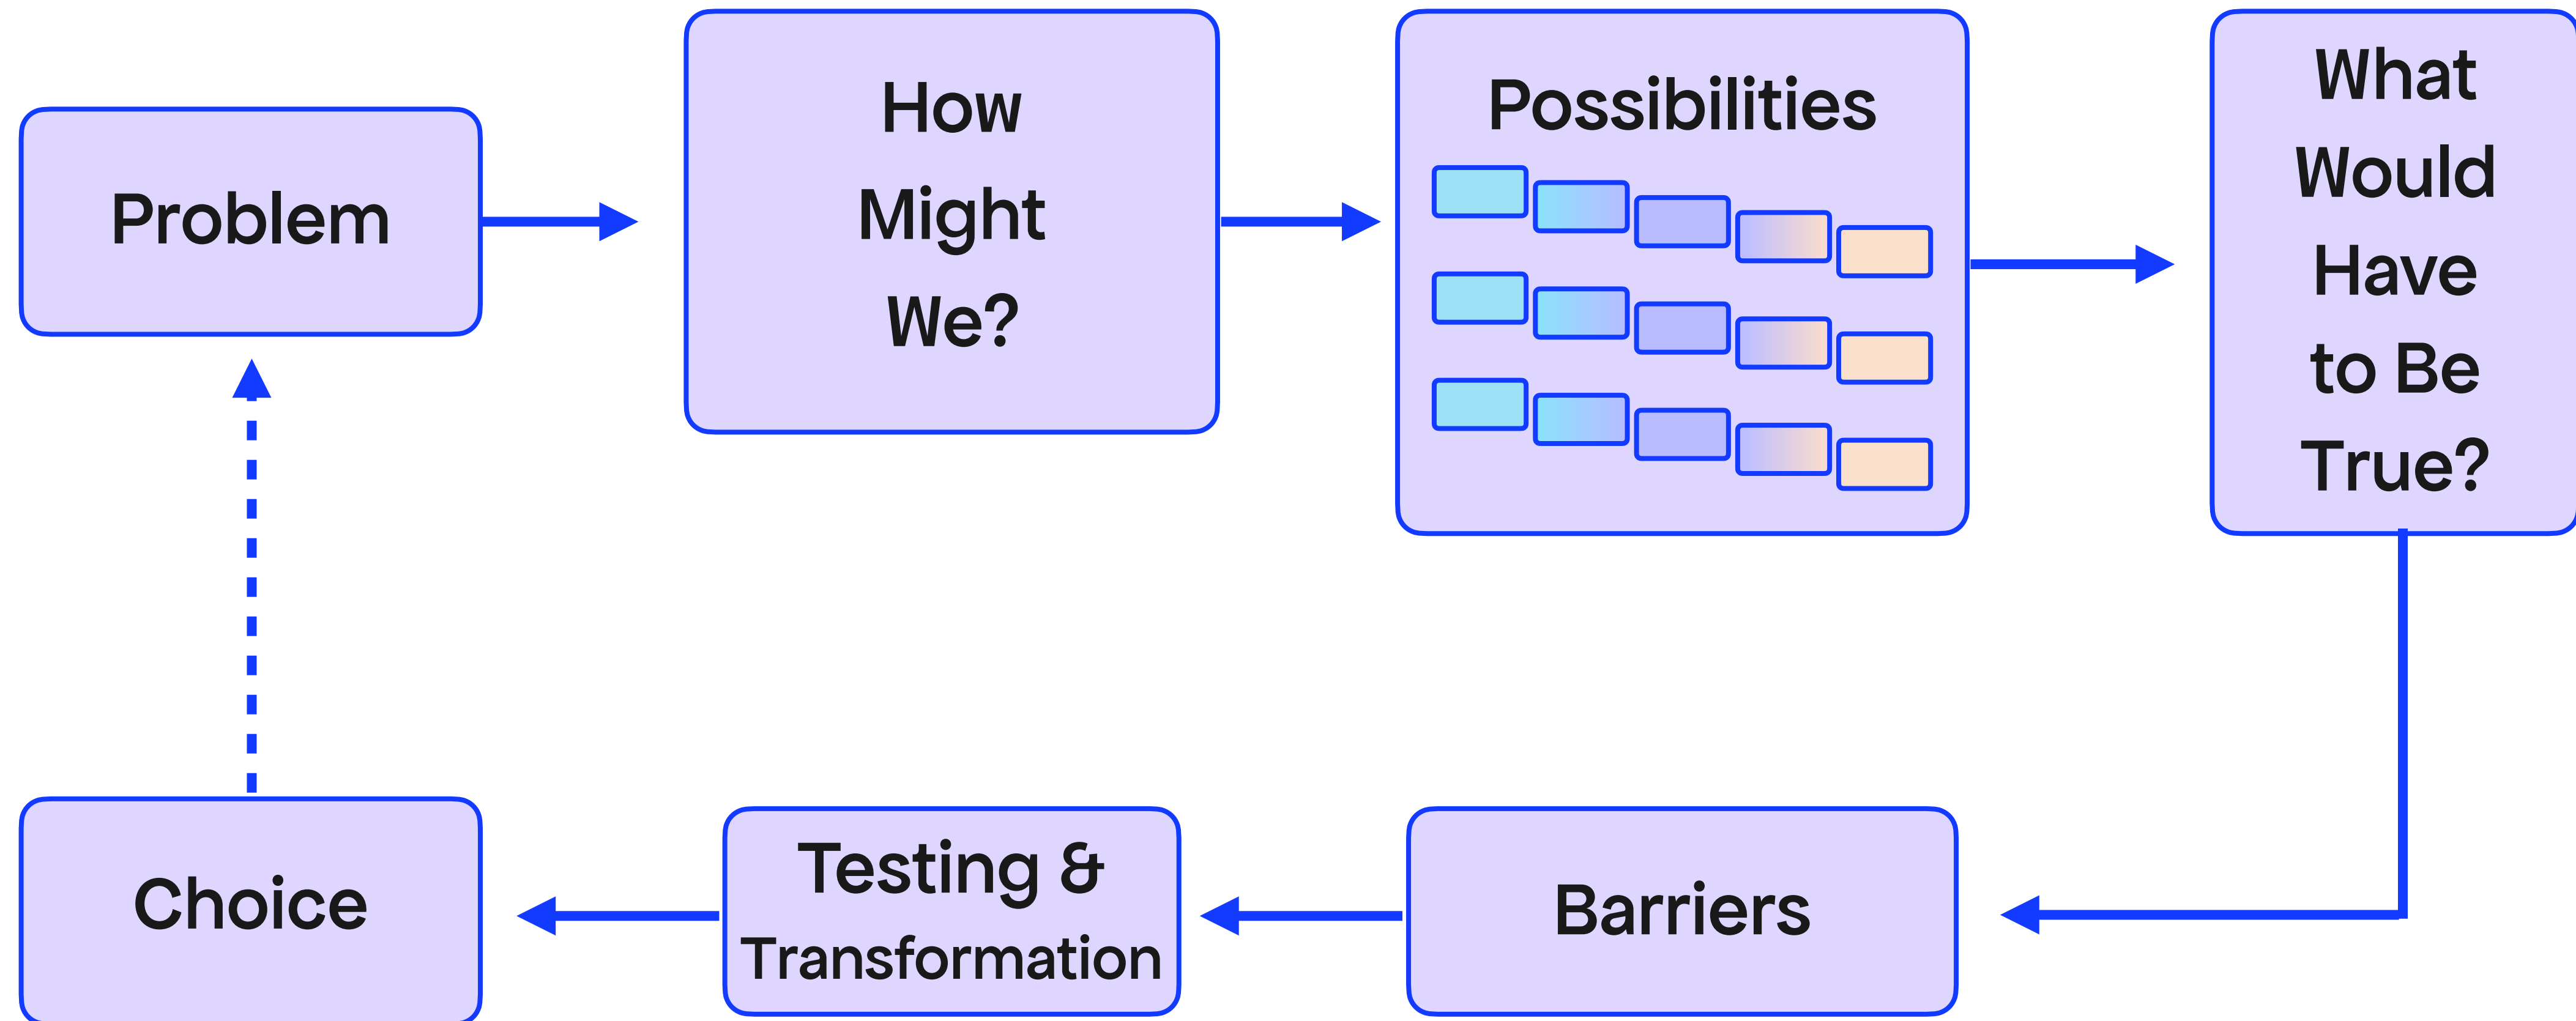 Problem
How
Might
We?
Possibilities
What
Would
Have
to Be
True?
Barriers
Testing &
Transformation
Choice